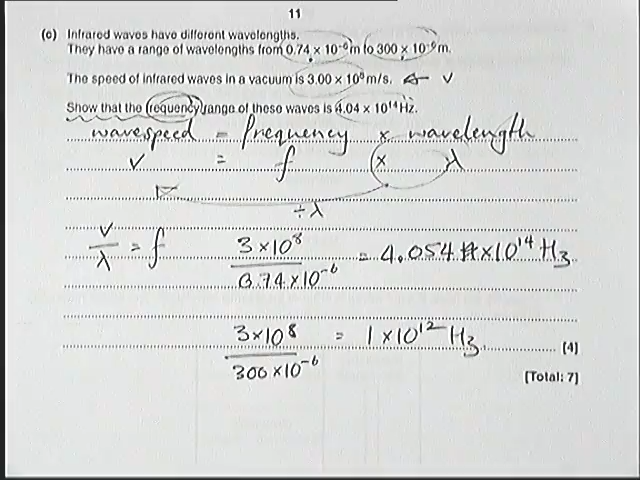 11
(c) Infrared waves have different wavelengths.
They have a range of wavelengths from 0.74 × 10⁻⁶ m to 300 × 10⁻⁶ m.
The speed of infrared waves in a vacuum is 3.00 × 10⁸ m/s. ← v
Show that the frequency range of these waves is 4.04 × 10¹⁴ Hz.
wavespeed = frequency × wavelength
v = f × λ
÷ λ
v/λ = f 3 × 10⁸ / 0.74 × 10⁻⁶ = 4.054 × 10¹⁴ Hz
3 × 10⁸ / 300 × 10⁻⁶ = 1 × 10¹² Hz
[4]
[Total: 7]